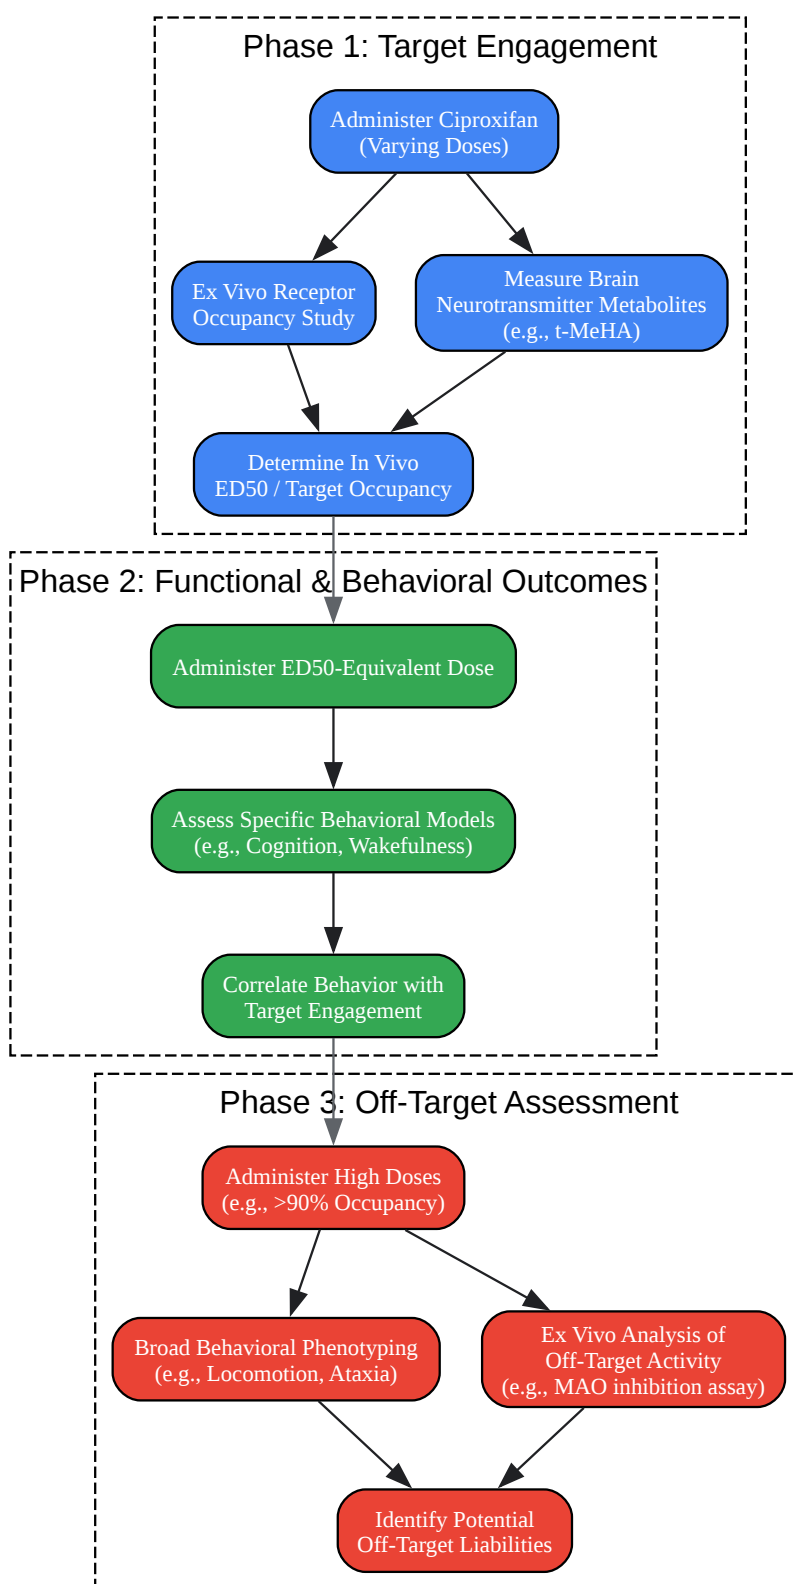 Phase 1: Target Engagement
Administer Ciproxifan
(Varying Doses)
Ex Vivo Receptor
Occupancy Study
Measure Brain
Neurotransmitter Metabolites
(e.g., t-MeHA)
Determine In Vivo
ED50 / Target Occupancy
Phase 2: Functional & Behavioral Outcomes
Administer ED50-Equivalent Dose
Assess Specific Behavioral Models
(e.g., Cognition, Wakefulness)
Correlate Behavior with
Target Engagement
Phase 3: Off-Target Assessment
Administer High Doses
(e.g., >90% Occupancy)
Broad Behavioral Phenotyping
(e.g., Locomotion, Ataxia)
Ex Vivo Analysis of
Off-Target Activity
(e.g., MAO inhibition assay)
Identify Potential
Off-Target Liabilities